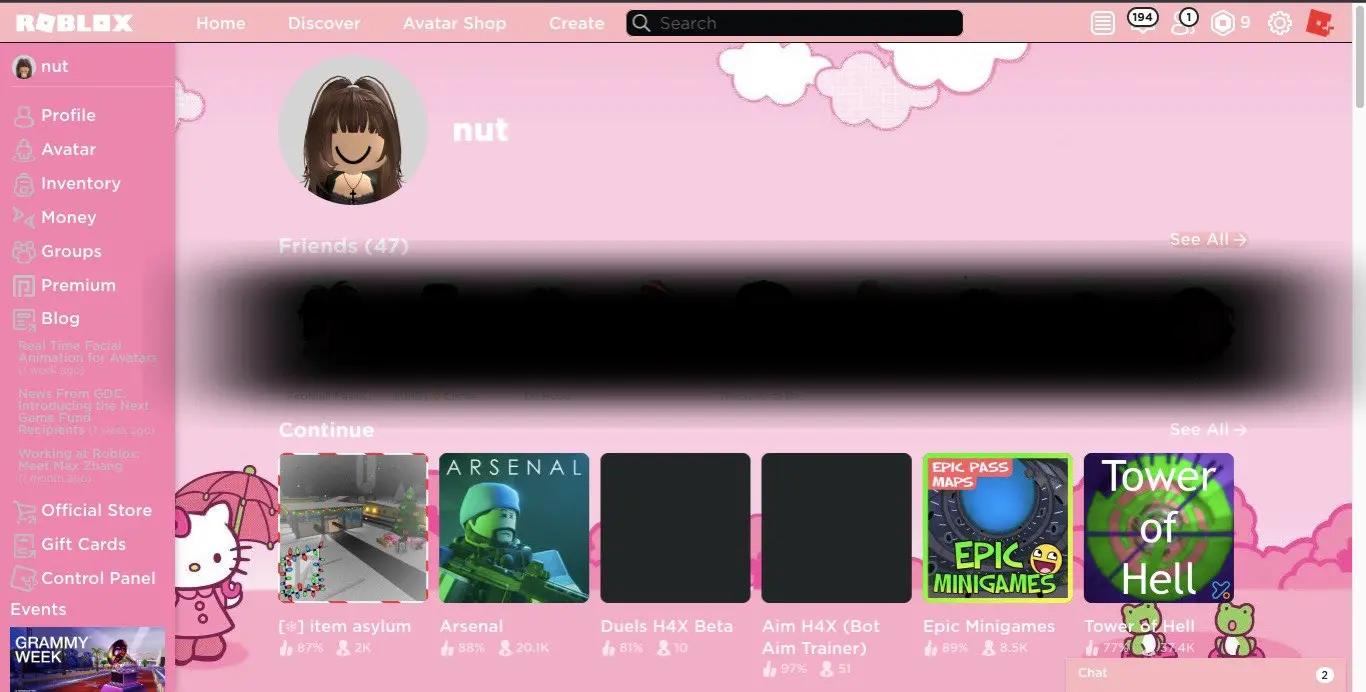 ROBLOX
Home
Discover
Avatar Shop
Create
Search
194
1
9
nut
Profile
Avatar
Inventory
Money
Groups
Premium
Blog
Real Time Facial
Animation for Avatars
(1 week ago)
News From GDC:
Introducing the Next
Game Fund
Recipients (1 week ago)
Working at Roblox:
Meet Max Zhang
(1 month ago)
Official Store
Gift Cards
Control Panel
Events
GRAMMY
WEEK
nut
Friends (47)
See All →
Continue
See All →
ARSENAL
EPIC PASS
MAPS
EPIC
MINIGAMES
Tower
of
Hell
[❄] item asylum
87% 2K
Arsenal
88% 20.1K
Duels H4X Beta
81% 10
Aim H4X (Bot
Aim Trainer)
97% 51
Epic Minigames
89% 8.5K
Tower of Hell
77% 37.4K
Chat
2